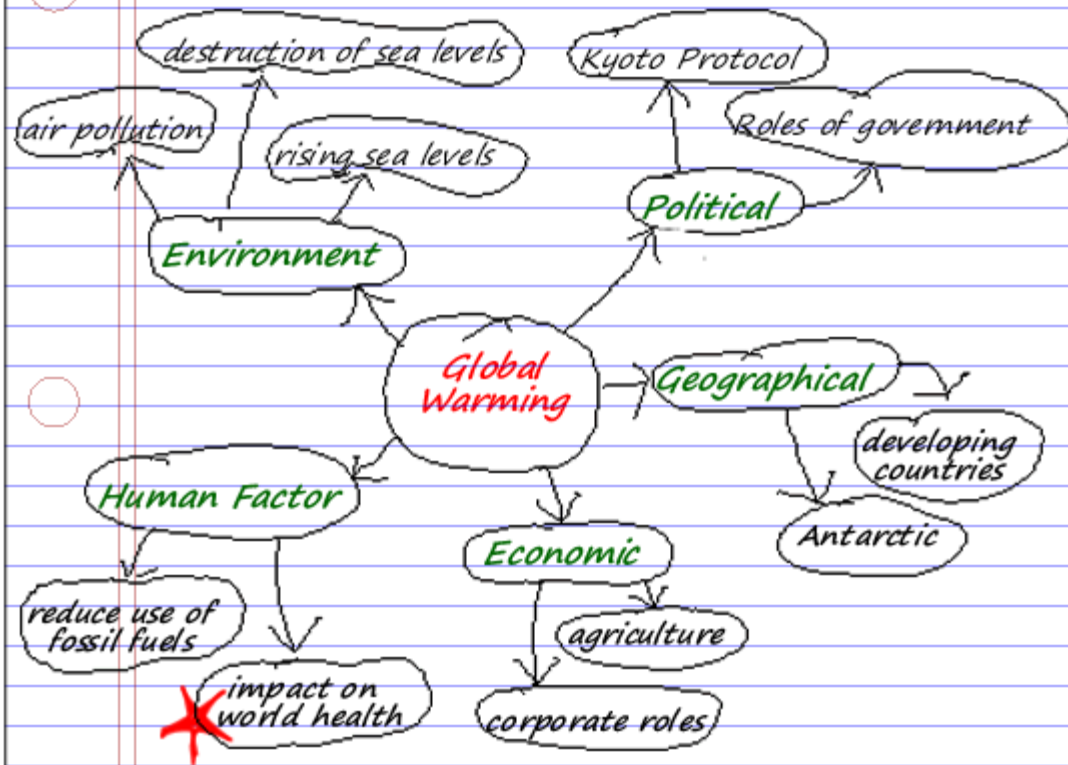 destruction of sea levels
Kyoto Protocol
air pollution
Roles of government
rising sea levels
Political
Environment
Global
Warming
Geographical
developing
countries
Human Factor
Antarctic
Economic
reduce use of
fossil fuels
agriculture
impact on
world health
corporate roles